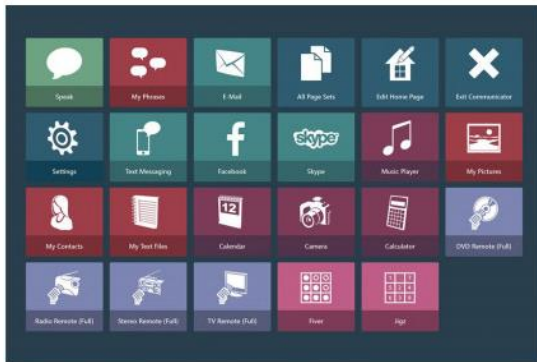 Speak
My Phrases
E-Mail
All Page Sets
Edit Home Page
Exit Communicator
Settings
Text Messaging
Facebook
skype
Skype
Music Player
My Pictures
My Contacts
My Text Files
12
Calendar
Camera
Calculator
DVD Remote (Full)
Radio Remote (Full)
Stereo Remote (Full)
TV Remote (Full)
Fiver
Jigz